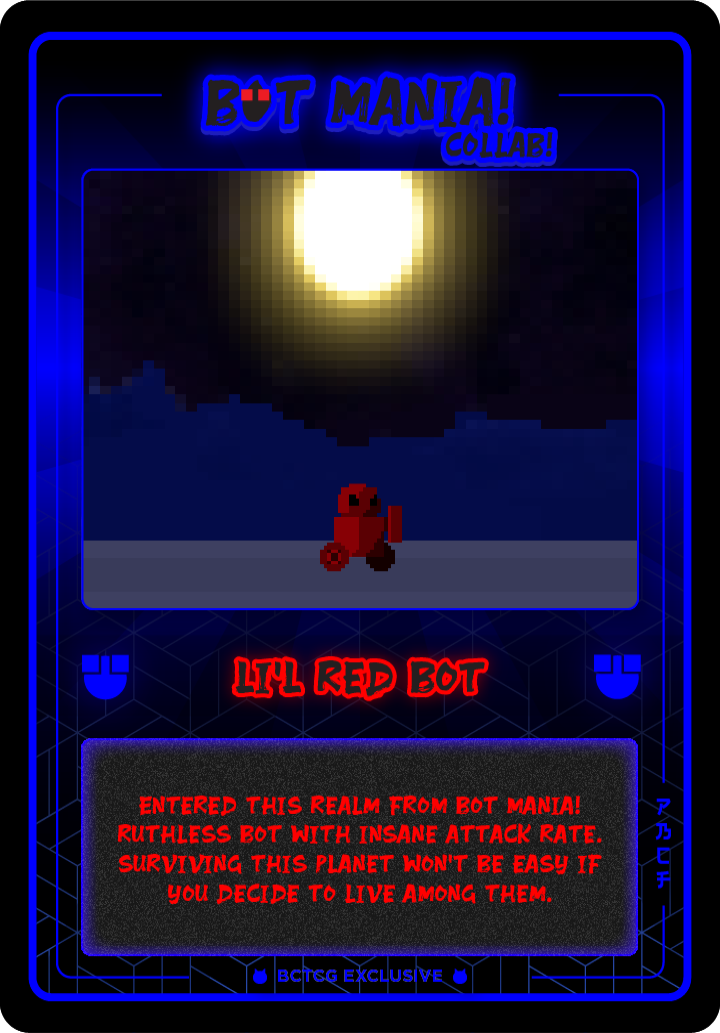 BOT MANIA!
COLLAB!
LI'L RED BOT
ENTERED THIS REALM FROM BOT MANIA!
RUTHLESS BOT WITH INSANE ATTACK RATE.
SURVIVING THIS PLANET WON'T BE EASY IF
YOU DECIDE TO LIVE AMONG THEM.
BCTCG EXCLUSIVE